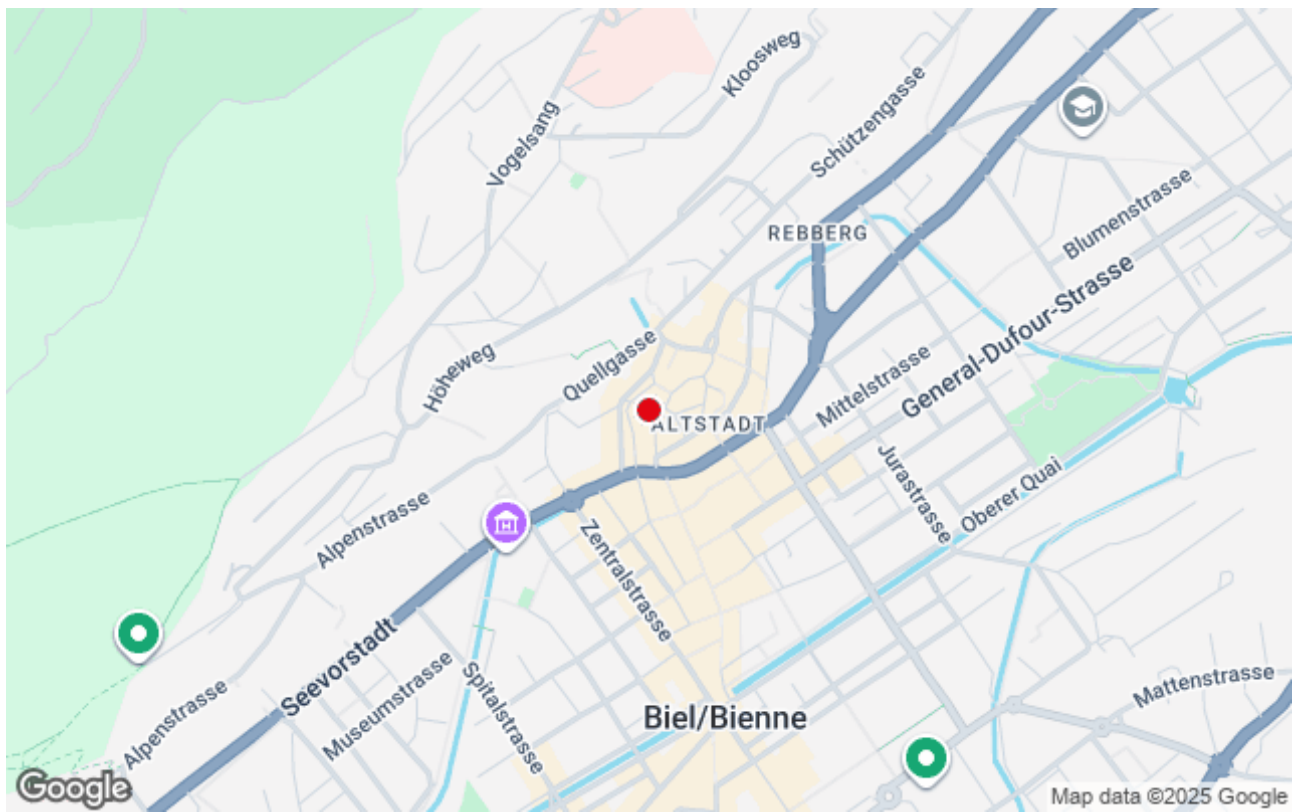 Kloosweg
Vogelsang
Schützengasse
REBBERG
Blumenstrasse
General-Dufour-Strasse
Quellgasse
Höheweg
Mittelstrasse
ALTSTADT
Jurastrasse
Oberer Quai
Alpenstrasse
Zentralstrasse
Seevorstadt
Museumstrasse
Spitalstrasse
Alpenstrasse
Mattenstrasse
Biel/Bienne
Google
Map data ©2025 Google